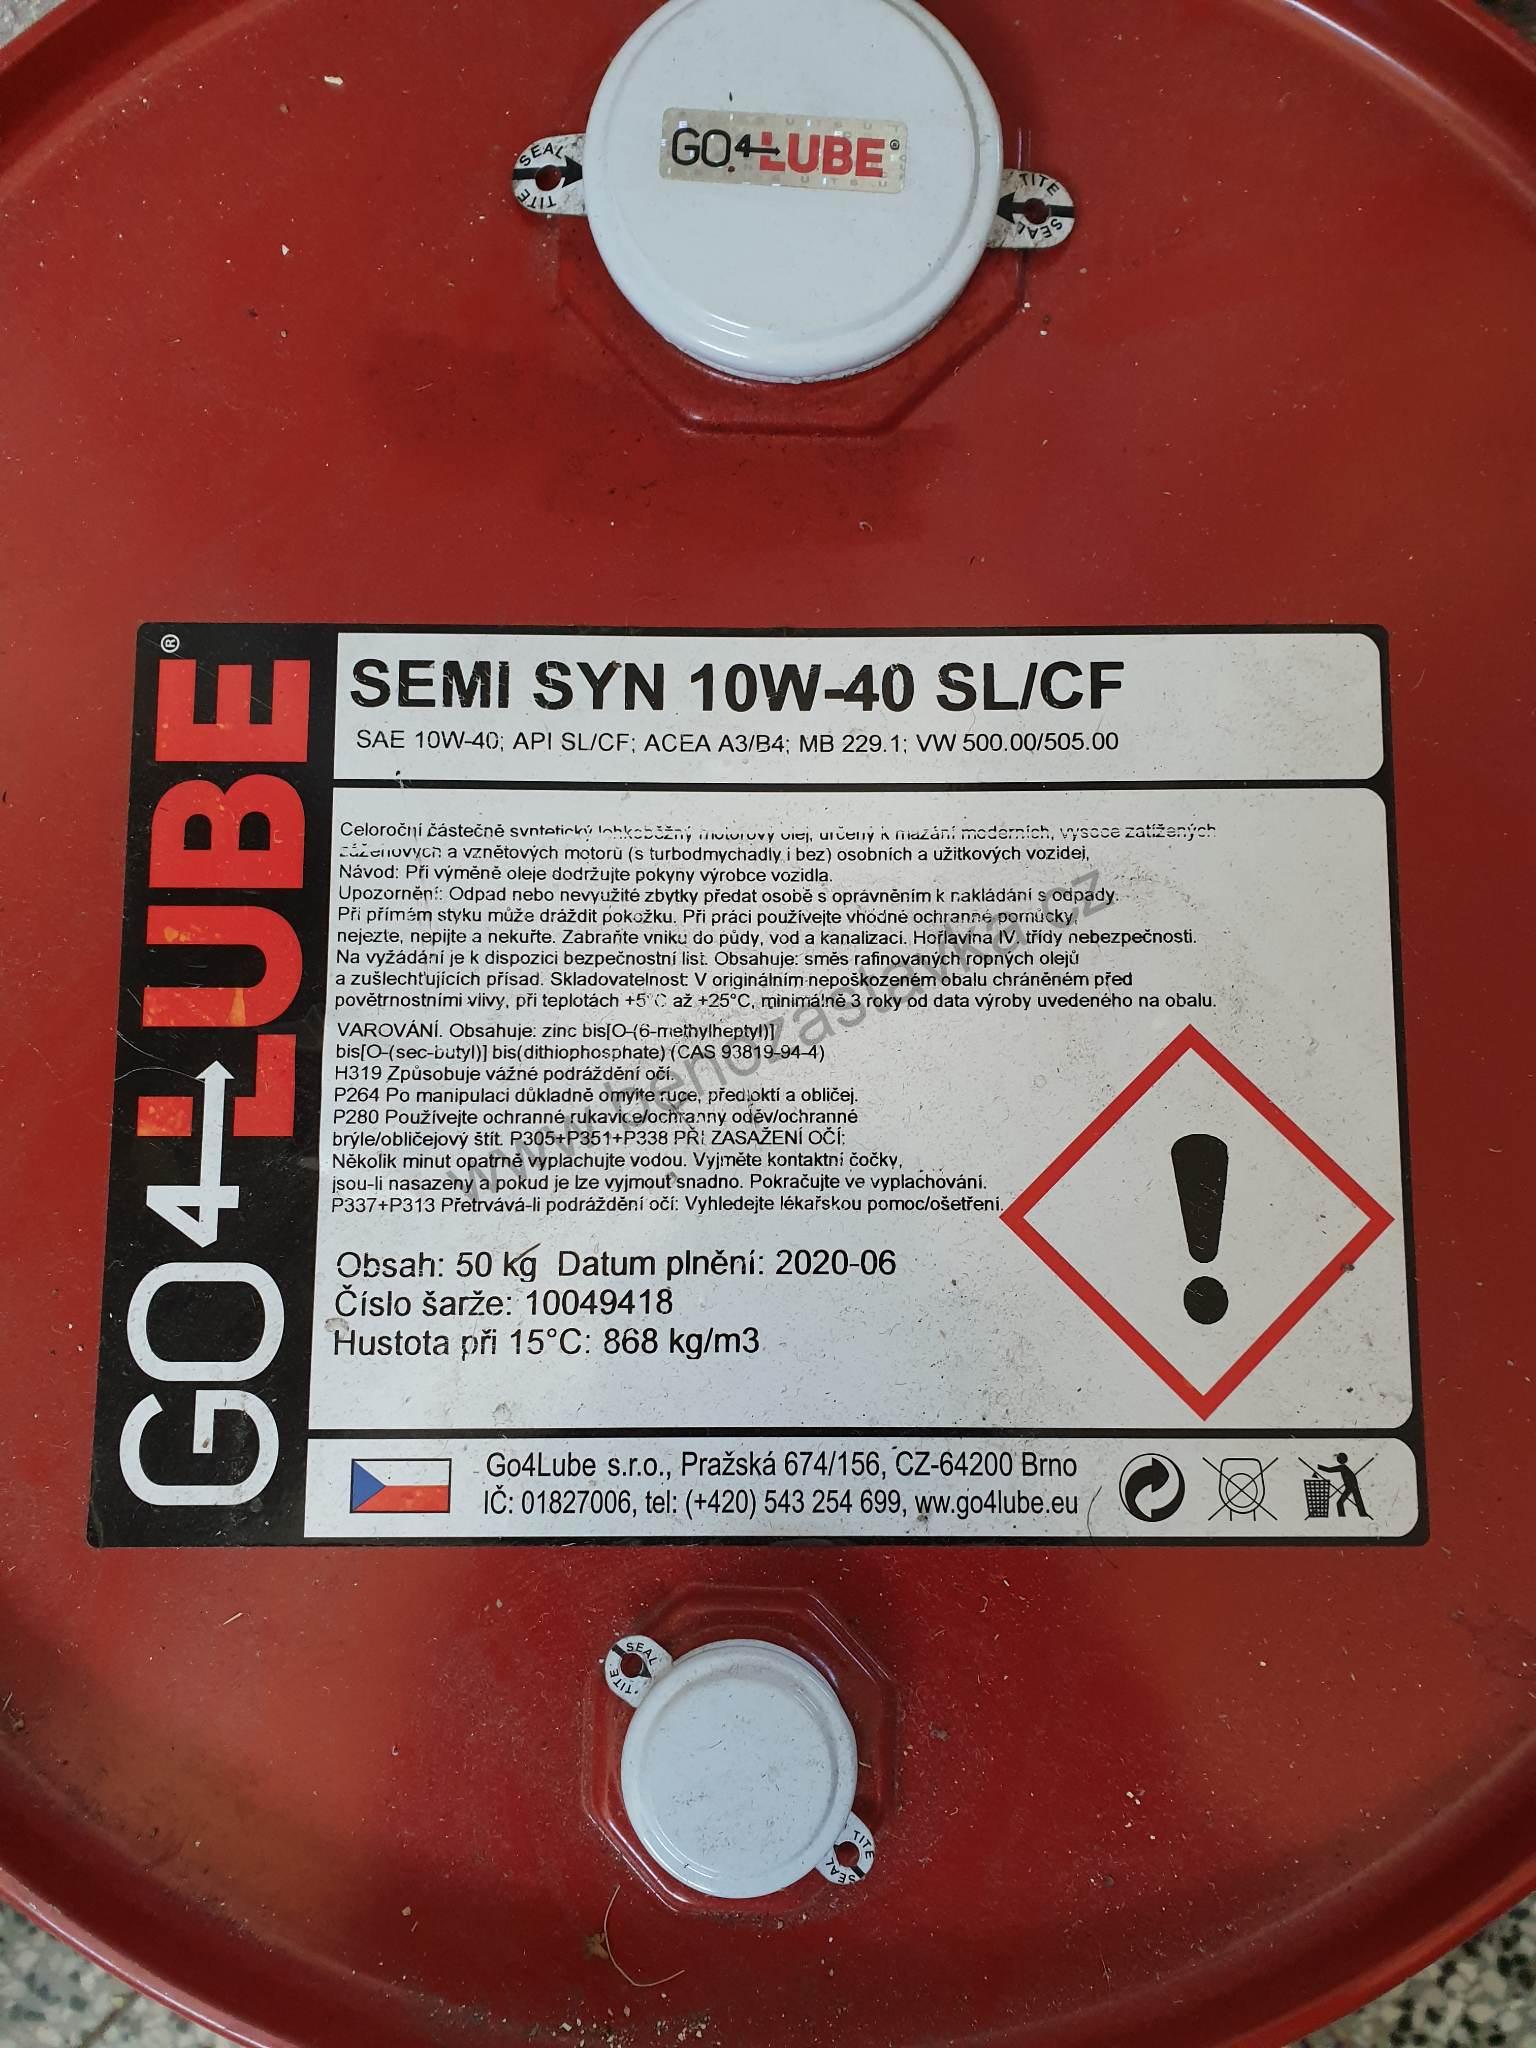 GO4LUBE®
SEAL TITE
TITE SEAL
GO4LUBE®
SEMI SYN 10W-40 SL/CF
SAE 10W-40; API SL/CF; ACEA A3/B4; MB 229.1; VW 500.00/505.00
Celoroční částečně syntetický lehkoběžný motorový olej, určený k mazání moderních, vysoce zatížených
zážehových a vznětových motorů (s turbodmychadly i bez) osobních a užitkových vozidel,
Návod: Při výměně oleje dodržujte pokyny výrobce vozidla.
Upozornění: Odpad nebo nevyužité zbytky předat osobě s oprávněním k nakládání s odpady.
Při přímém styku může dráždit pokožku. Při práci používejte vhodné ochranné pomůcky,
nejezte, nepijte a nekuřte. Zabraňte vniku do půdy, vod a kanalizaci. Hořlavina IV. třídy nebezpečnosti.
Na vyžádání je k dispozici bezpečnostní list. Obsahuje: směs rafinovaných ropných olejů
a zušlechťujících přísad. Skladovatelnost: V originálním nepoškozeném obalu chráněném před
povětrnostními vlivy, při teplotách +5°C až +25°C, minimálně 3 roky od data výroby uvedeného na obalu.
VAROVÁNÍ. Obsahuje: zinc bis[O-(6-methylheptyl)]
bis[O-(sec-butyl)] bis(dithiophosphate) (CAS 93819-94-4)
H319 Způsobuje vážné podráždění očí.
P264 Po manipulaci důkladně omyjte ruce, předloktí a obličej.
P280 Používejte ochranné rukavice/ochranný oděv/ochranné
brýle/obličejový štít. P305+P351+P338 PŘI ZASAŽENÍ OČÍ:
Několik minut opatrně vyplachujte vodou. Vyjměte kontaktní čočky,
jsou-li nasazeny a pokud je lze vyjmout snadno. Pokračujte ve vyplachování.
P337+P313 Přetrvává-li podráždění očí: Vyhledejte lékařskou pomoc/ošetření.
www.benozastavka.cz
Obsah: 50 kg Datum plnění: 2020-06
Číslo šarže: 10049418
Hustota při 15°C: 868 kg/m3
Go4Lube s.r.o., Pražská 674/156, CZ-64200 Brno
IČ: 01827006, tel: (+420) 543 254 699, ww.go4lube.eu
SEAL TITE
TITE SEAL